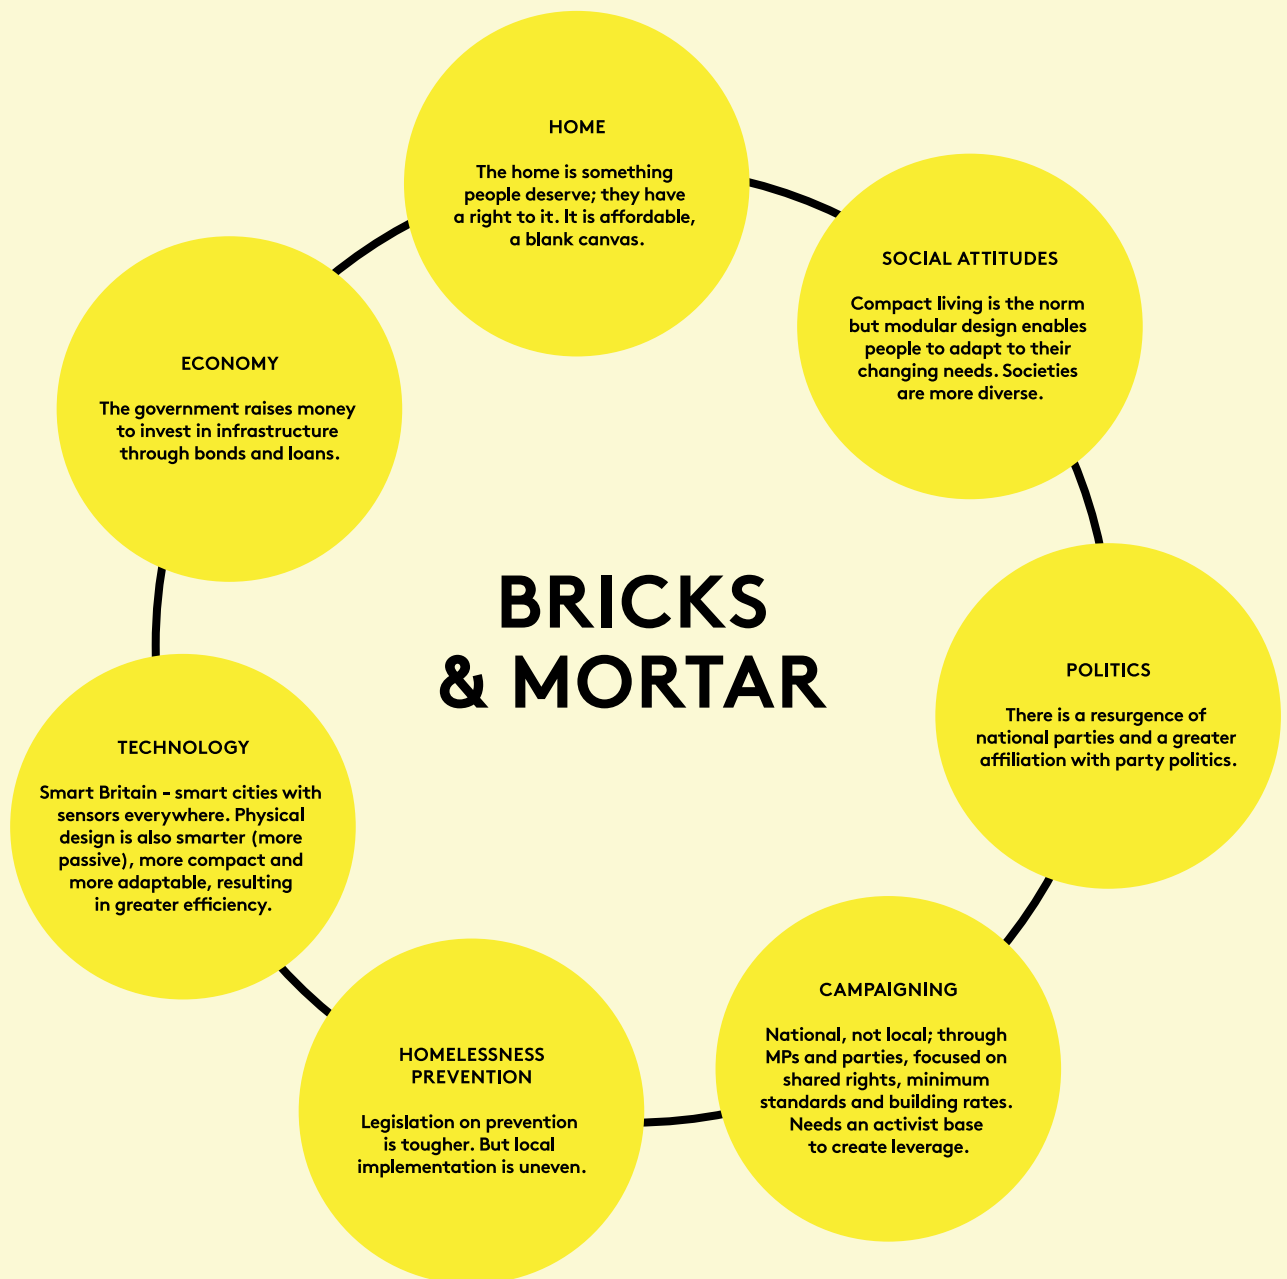 HOME
The home is something
people deserve; they have
a right to it. It is affordable,
a blank canvas.
SOCIAL ATTITUDES
Compact living is the norm
but modular design enables
people to adapt to their
changing needs. Societies
are more diverse.
ECONOMY
The government raises money
to invest in infrastructure
through bonds and loans.
BRICKS
& MORTAR
POLITICS
There is a resurgence of
national parties and a greater
affiliation with party politics.
TECHNOLOGY
Smart Britain - smart cities with
sensors everywhere. Physical
design is also smarter (more
passive), more compact and
more adaptable, resulting
in greater efficiency.
CAMPAIGNING
National, not local; through
MPs and parties, focused on
shared rights, minimum
standards and building rates.
Needs an activist base
to create leverage.
HOMELESSNESS
PREVENTION
Legislation on prevention
is tougher. But local
implementation is uneven.